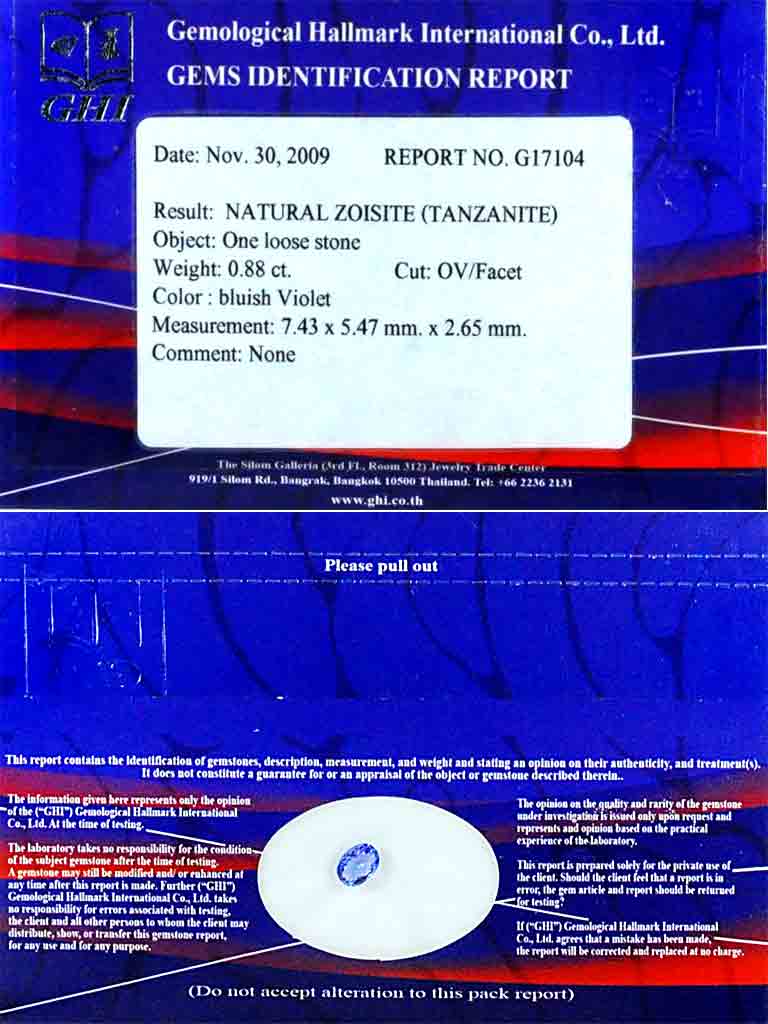 GHI
Gemological Hallmark International Co., Ltd.
GEMS IDENTIFICATION REPORT
Date: Nov. 30, 2009 REPORT NO. G17104
Result: NATURAL ZOISITE (TANZANITE)
Object: One loose stone
Weight: 0.88 ct. Cut: OV/Facet
Color : bluish Violet
Measurement: 7.43 x 5.47 mm. x 2.65 mm.
Comment: None
The Silom Galleria (3rd Fl., Room 312) Jewelry Trade Center
919/1 Silom Rd., Bangrak, Bangkok 10500 Thailand. Tel: +66 2236 2131
www.ghi.co.th
Please pull out
This report contains the identification of gemstones, description, measurement, and weight and stating an opinion on their authenticity, and treatment(s).
It does not constitute a guarantee for or an appraisal of the object or gemstone described therein..
The information given here represents only the opinion
of the ("GHI") Gemological Hallmark International
Co., Ltd. At the time of testing.
The laboratory takes no responsibility for the condition
of the subject gemstone after the time of testing.
A gemstone may still be modified and/ or enhanced at
any time after this report is made. Further ("GHI")
Gemological Hallmark International Co., Ltd. takes
no responsibility for errors associated with testing,
the client and all other persons to whom the client may
distribute, show, or transfer this gemstone report,
for any use and for any purpose.
The opinion on the quality and rarity of the gemstone
under investigation is issued only upon request and
represents and opinion based on the practical
experience of the laboratory.
This report is prepared solely for the private use of
the client. Should the client feel that a report is in
error, the gem article and report should be returned
for testing?
If ("GHI") Gemological Hallmark International
Co., Ltd. agrees that a mistake has been made,
the report will be corrected and replaced at no charge.
(Do not accept alteration to this pack report)